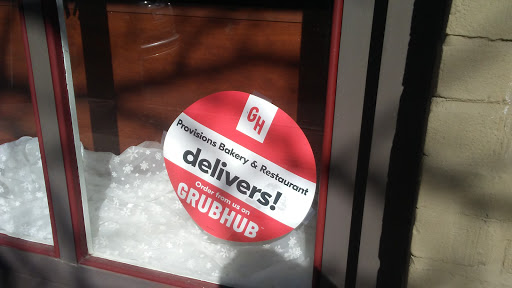 GH
Provisions Bakery & Restaurant
delivers!
Order from us on
GRUBHUB